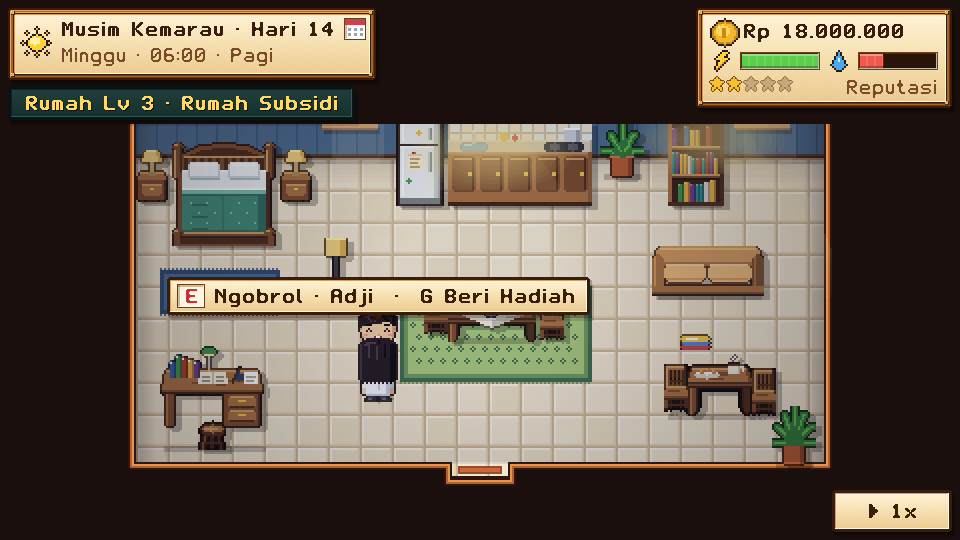 Musim Kemarau · Hari 14
Minggu · 06:00 · Pagi
Rp 18.000.000
Reputasi
Rumah Lv 3 · Rumah Subsidi
E Ngobrol · Adji · G Beri Hadiah
1x